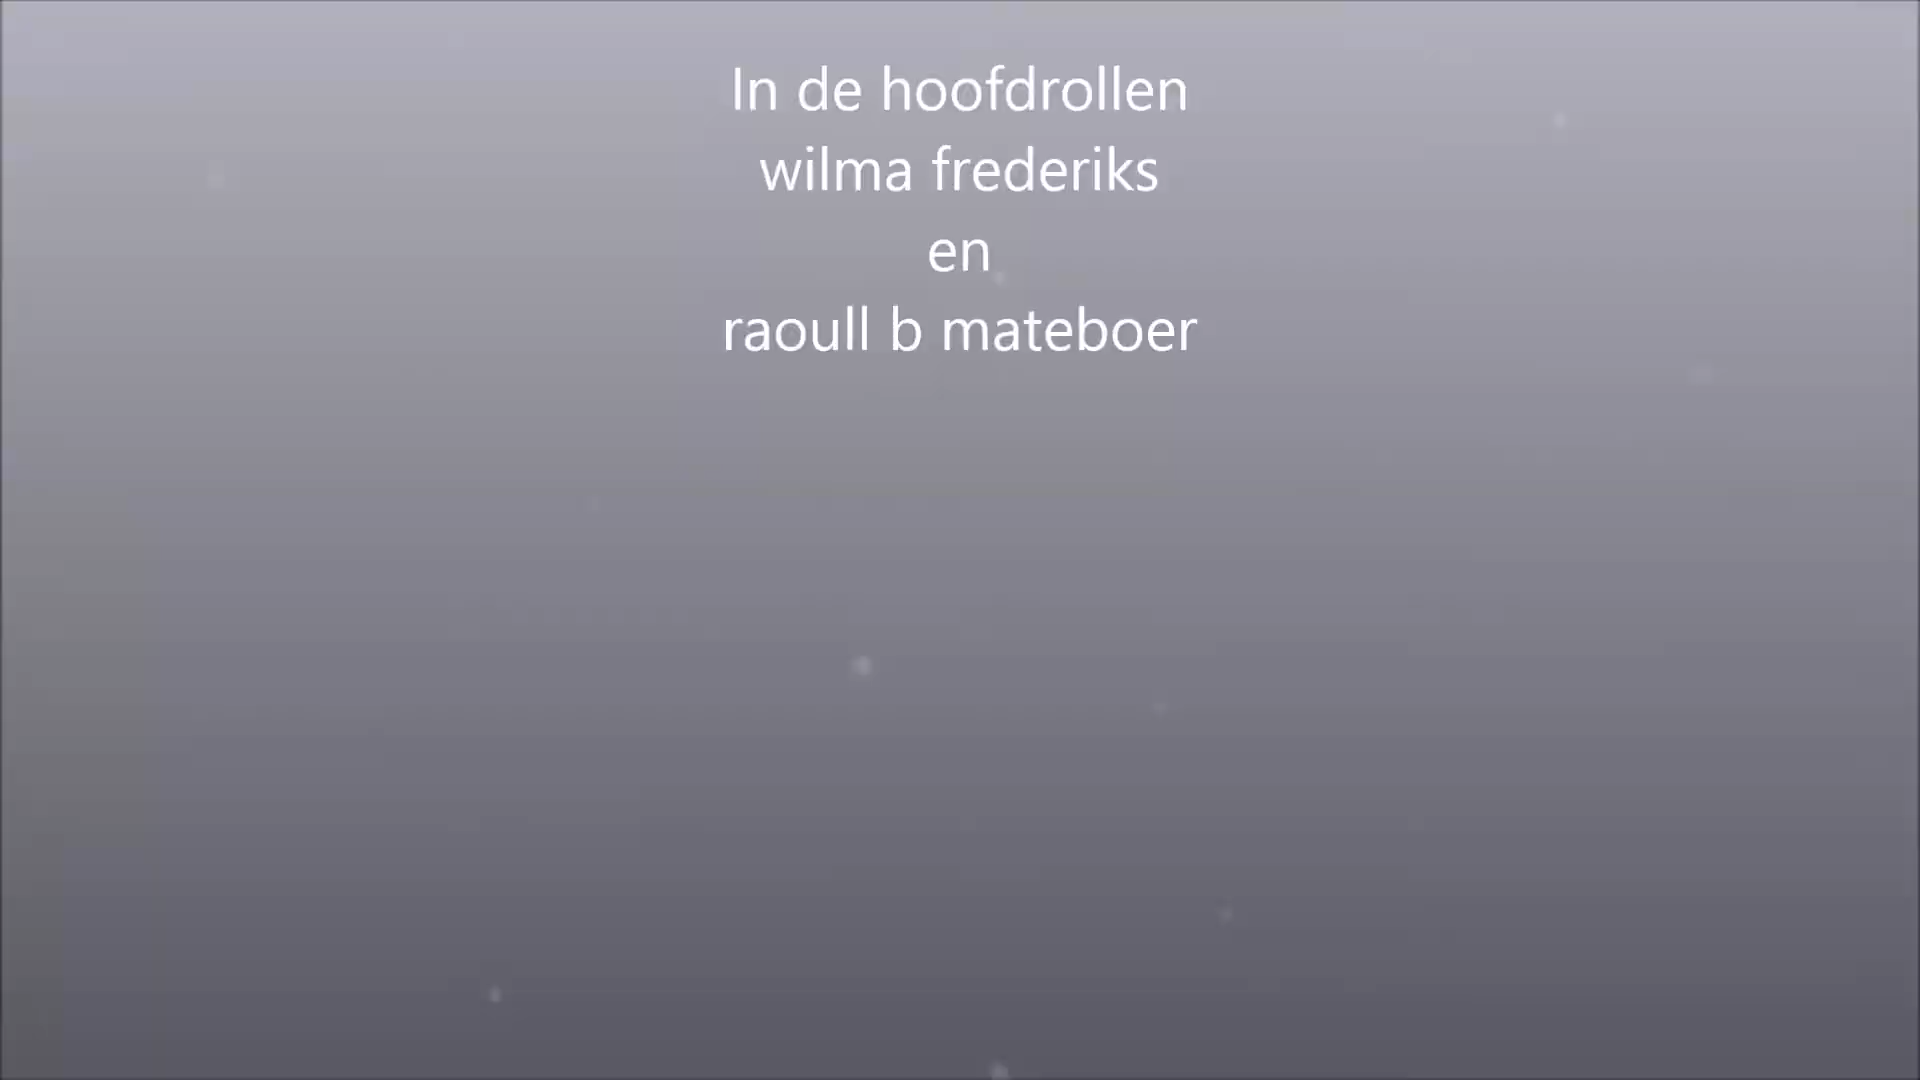 In de hoofdrollen
wilma frederiks
en
raoull b mateboer